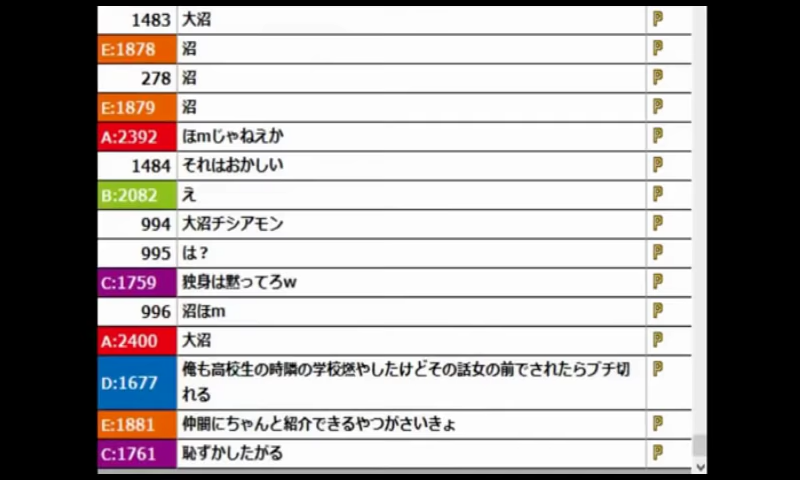 1483 大沼 P
E:1878 沼 P
278 沼 P
E:1879 沼 P
A:2392 ほmじゃねえか P
1484 それはおかしい P
B:2082 え P
994 大沼チシアモン P
995 は？ P
C:1759 独身は黙ってろw P
996 沼ほm P
A:2400 大沼 P
D:1677 俺も高校生の時隣の学校燃やしたけどその話女の前でされたらブチ切 P
れる
E:1881 仲間にちゃんと紹介できるやつがさいきょ P
C:1761 恥ずかしたがる P